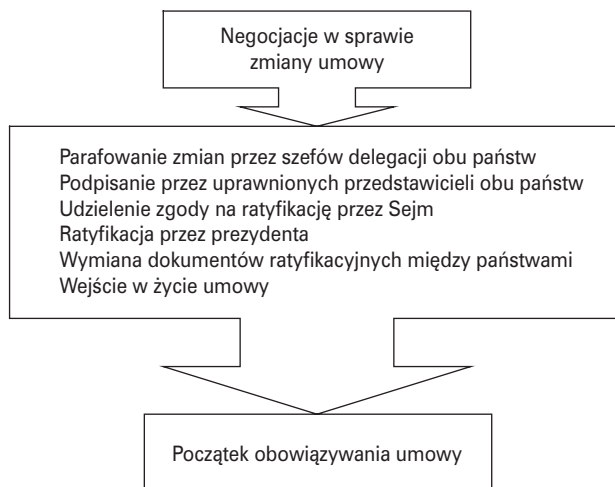 Negocjacje w sprawie
zmiany umowy
Parafowanie zmian przez szefów delegacji obu państw
Podpisanie przez uprawnionych przedstawicieli obu państw
Udzielenie zgody na ratyfikację przez Sejm
Ratyfikacja przez prezydenta
Wymiana dokumentów ratyfikacyjnych między państwami
Wejście w życie umowy
Początek obowiązywania umowy